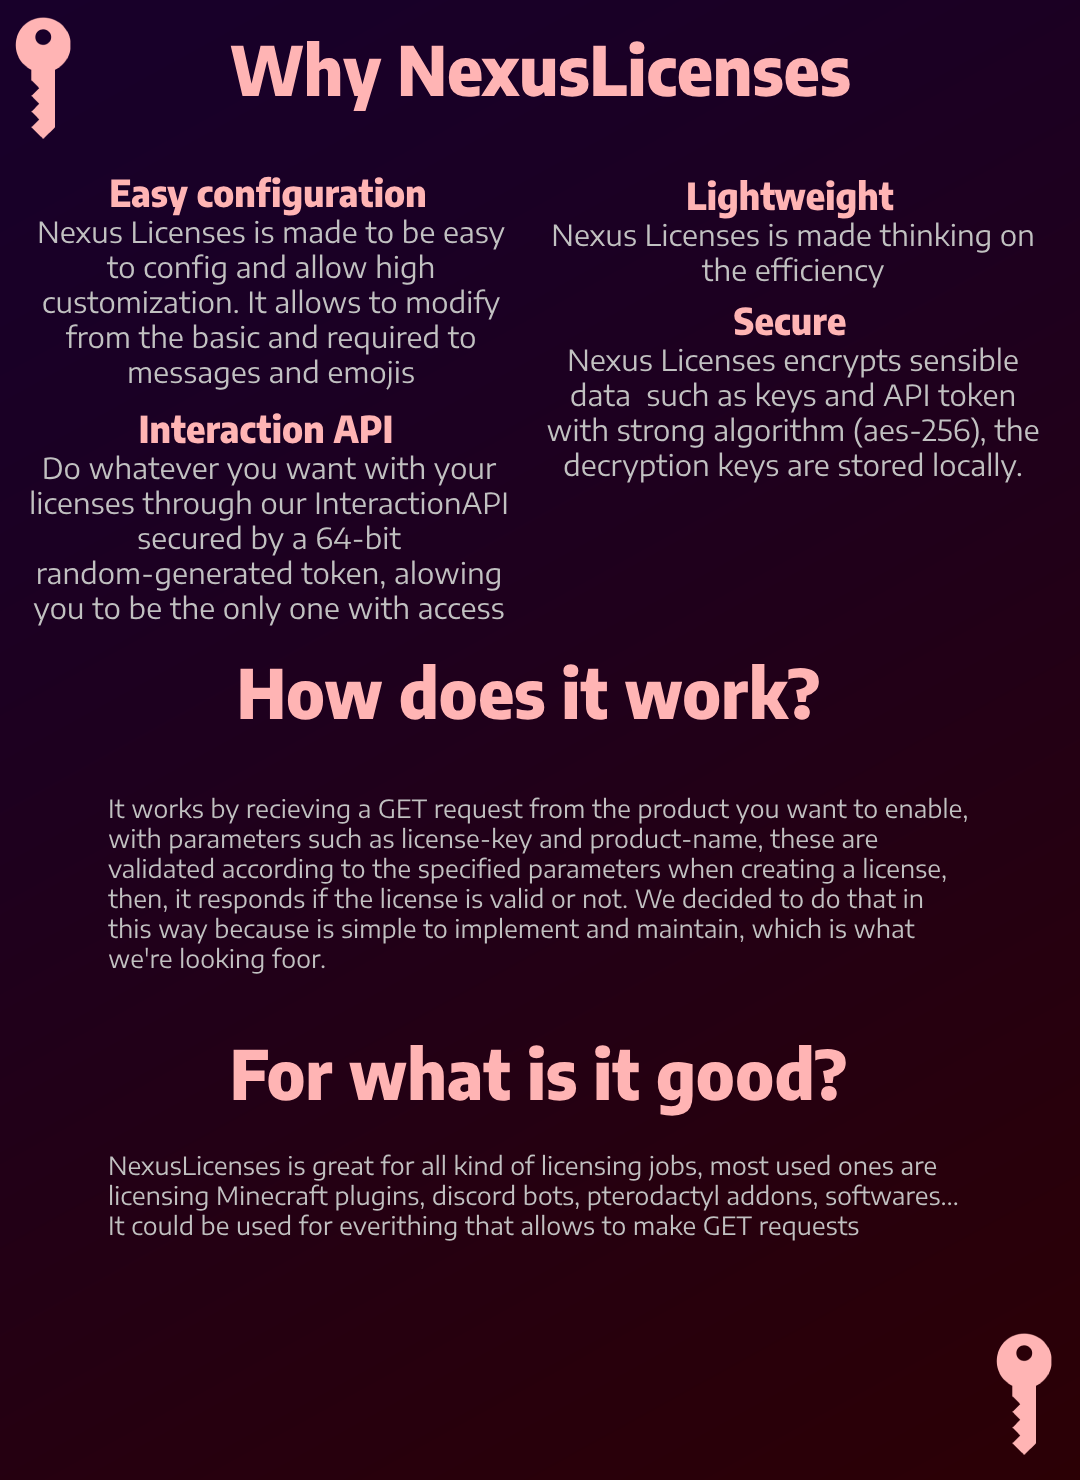 Why NexusLicenses
Easy configuration
Nexus Licenses is made to be easy
to config and allow high
customization. It allows to modify
from the basic and required to
messages and emojis
Interaction API
Do whatever you want with your
licenses through our InteractionAPI
secured by a 64-bit
random-generated token, alowing
you to be the only one with access
Lightweight
Nexus Licenses is made thinking on
the efficiency
Secure
Nexus Licenses encrypts sensible
data  such as keys and API token
with strong algorithm (aes-256), the
decryption keys are stored locally.
How does it work?
It works by recieving a GET request from the product you want to enable,
with parameters such as license-key and product-name, these are
validated according to the specified parameters when creating a license,
then, it responds if the license is valid or not. We decided to do that in
this way because is simple to implement and maintain, which is what
we're looking foor.
For what is it good?
NexusLicenses is great for all kind of licensing jobs, most used ones are
licensing Minecraft plugins, discord bots, pterodactyl addons, softwares...
It could be used for everithing that allows to make GET requests